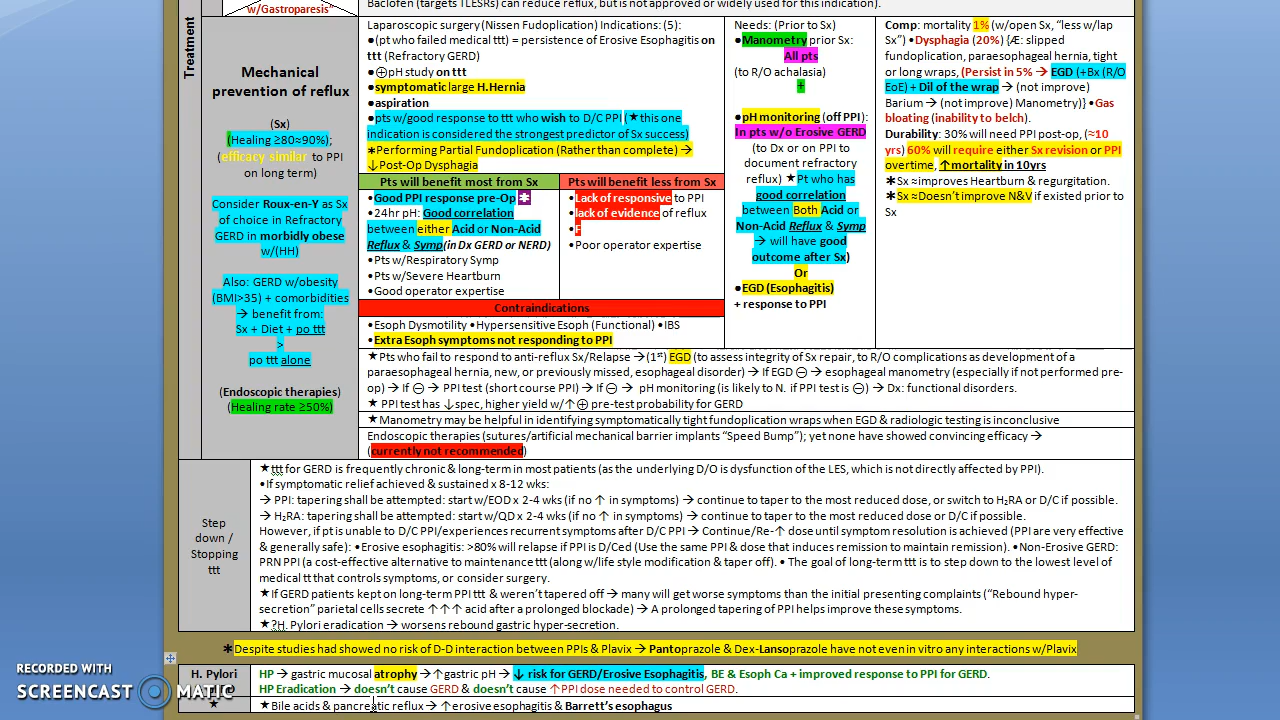 w/Gastroparesis"
Baclofen (targets TLESRs) can reduce reflux, but is not approved or widely used for this indication).
Treatment
Mechanical
prevention of reflux
(Sx)
(Healing ≥80≈90%);
(efficacy similar to PPI
on long term)
Consider Roux-en-Y as Sx
of choice in Refractory
GERD in morbidly obese
w/(HH)
Also: GERD w/obesity
(BMI>35) + comorbidities
→ benefit from:
Sx + Diet + po ttt
>
po ttt alone
(Endoscopic therapies)
(Healing rate ≥50%)
Laparoscopic surgery (Nissen Fudoplication) Indications: (5):
•(pt who failed medical ttt) = persistence of Erosive Esophagitis on
ttt (Refractory GERD)
•⊕pH study on ttt
•symptomatic large H.Hernia
•aspiration
•pts w/good response to ttt who wish to D/C PPI (★this one
indication is considered the strongest predictor of Sx success)
✱Performing Partial Fundoplication (Rather than complete) →
↓Post-Op Dysphagia
Pts will benefit most from Sx
•Good PPI response pre-Op ✱
•24hr pH: Good correlation
between either Acid or Non-Acid
Reflux & Symp(in Dx GERD or NERD)
•Pts w/Respiratory Symp
•Pts w/Severe Heartburn
•Good operator expertise
Pts will benefit less from Sx
•Lack of responsive to PPI
•lack of evidence of reflux
•F
•Poor operator expertise
Contraindications
•Esoph Dysmotility •Hypersensitive Esoph (Functional) •IBS
•Extra Esoph symptoms not responding to PPI
Needs: (Prior to Sx)
•Manometry prior Sx:
All pts
(to R/O achalasia)
+
•pH monitoring (off PPI):
In pts w/o Erosive GERD
(to Dx or on PPI to
document refractory
reflux) ★Pt who has
good correlation
between Both Acid or
Non-Acid Reflux & Symp
→ will have good
outcome after Sx)
Or
•EGD (Esophagitis)
+ response to PPI
Comp: mortality 1% (w/open Sx, "less w/lap
Sx") •Dysphagia (20%) {Æ: slipped
fundoplication, paraesophageal hernia, tight
or long wraps, (Persist in 5% → EGD (+Bx (R/O
EoE) + Dil of the wrap → (not improve)
Barium → (not improve) Manometry)} •Gas
bloating (inability to belch).
Durability: 30% will need PPI post-op, (≈10
yrs) 60% will require either Sx revision or PPI
overtime, ↑mortality in 10yrs
✱Sx ≈improves Heartburn & regurgitation.
✱Sx ≈Doesn't improve N&V if existed prior to
Sx
★Pts who fail to respond to anti-reflux Sx/Relapse →(1st) EGD (to assess integrity of Sx repair, to R/O complications as development of a
paraesophageal hernia, new, or previously missed, esophageal disorder) → If EGD ⊖→ esophageal manometry (especially if not performed pre-
op) → If ⊖→ PPI test (short course PPI) → If ⊖→ pH monitoring (is likely to N. if PPI test is ⊖) → Dx: functional disorders.
★ PPI test has ↓spec, higher yield w/↑⊕ pre-test probability for GERD
★Manometry may be helpful in identifying symptomatically tight fundoplication wraps when EGD & radiologic testing is inconclusive
Endoscopic therapies (sutures/artificial mechanical barrier implants "Speed Bump"); yet none have showed convincing efficacy →
(currently not recommended)
Step
down /
Stopping
ttt
★ttt for GERD is frequently chronic & long-term in most patients (as the underlying D/O is dysfunction of the LES, which is not directly affected by PPI).
•If symptomatic relief achieved & sustained x 8-12 wks:
→ PPI: tapering shall be attempted: start w/EOD x 2-4 wks (if no ↑ in symptoms) → continue to taper to the most reduced dose, or switch to H₂RA or D/C if possible.
→ H₂RA: tapering shall be attempted: start w/QD x 2-4 wks (if no ↑ in symptoms) → continue to taper to the most reduced dose or D/C if possible.
However, if pt is unable to D/C PPI/experiences recurrent symptoms after D/C PPI → Continue/Re-↑ dose until symptom resolution is achieved (PPI are very effective
& generally safe): •Erosive esophagitis: >80% will relapse if PPI is D/Ced (Use the same PPI & dose that induces remission to maintain remission). •Non-Erosive GERD:
PRN PPI (a cost-effective alternative to maintenance ttt (along w/life style modification & taper off). • The goal of long-term ttt is to step down to the lowest level of
medical tt that controls symptoms, or consider surgery.
★If GERD patients kept on long-term PPI ttt & weren't tapered off → many will get worse symptoms than the initial presenting complaints ("Rebound hyper-
secretion" parietal cells secrete ↑↑↑ acid after a prolonged blockade) → A prolonged tapering of PPI helps improve these symptoms.
★?H. Pylori eradication → worsens rebound gastric hyper-secretion.
✱Despite studies had showed no risk of D-D interaction between PPIs & Plavix → Pantoprazole & Dex-Lansoprazole have not even in vitro any interactions w/Plavix
H. Pylori
HP → gastric mucosal atrophy → ↑gastric pH → ↓ risk for GERD/Erosive Esophagitis, BE & Esoph Ca + improved response to PPI for GERD.
HP Eradication → doesn't cause GERD & doesn't cause ↑PPI dose needed to control GERD.
★
★Bile acids & pancreatic reflux → ↑erosive esophagitis & Barrett's esophagus
RECORDED WITH
SCREENCAST MATIC